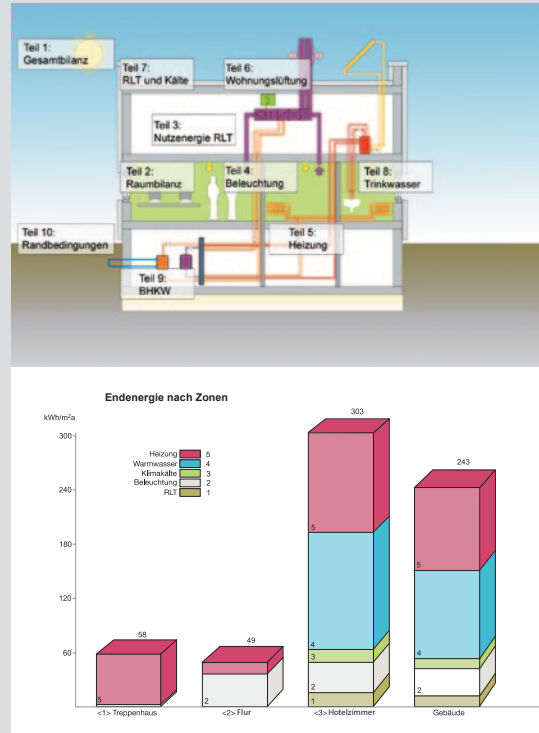 Teil 1:
Gesamtbilanz
Teil 7:
RLT und Kälte
Teil 6:
Wohnungslüftung
Teil 3:
Nutzenergie RLT
Teil 2:
Raumbilanz
Teil 4:
Beleuchtung
Teil 8:
Trinkwasser
Teil 10:
Randbedingungen
Teil 5:
Heizung
Teil 9:
BHKW
Endenergie nach Zonen
kWh/m²a
300
240
180
120
60
Heizung 5
Warmwasser 4
Klimakälte 3
Beleuchtung 2
RLT 1
58
5
<1> Treppenhaus
49
2
<2> Flur
303
5
4
3
2
1
<3> Hotelzimmer
243
5
4
2
Gebäude